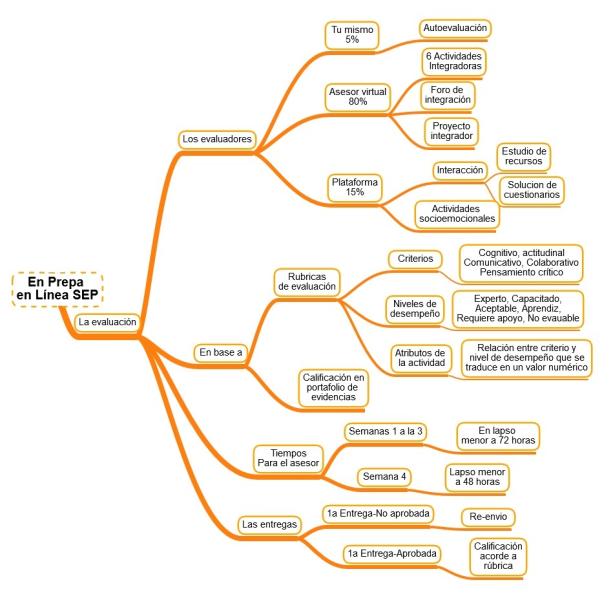 En Prepa
en Línea SEP
La evaluación
Los evaluadores
Tu mismo
5%
Autoevaluación
Asesor virtual
80%
6 Actividades
Integradoras
Foro de
integración
Proyecto
integrador
Plataforma
15%
Interacción
Estudio de
recursos
Solucion de
cuestionarios
Actividades
socioemocionales
En base a
Rubricas
de evaluación
Criterios
Cognitivo, actitudinal
Comunicativo, Colaborativo
Pensamiento crítico
Niveles de
desempeño
Experto, Capacitado,
Aceptable, Aprendiz,
Requiere apoyo, No evauable
Atributos de
la actividad
Relación entre criterio y
nivel de desempeño que se
traduce en un valor numérico
Calificación en
portafolio de
evidencias
Tiempos
Para el asesor
Semanas 1 a la 3
En lapso
menor a 72 horas
Semana 4
Lapso menor
a 48 horas
Las entregas
1a Entrega-No aprobada
Re-envio
1a Entrega-Aprobada
Calificación
acorde a
rúbrica